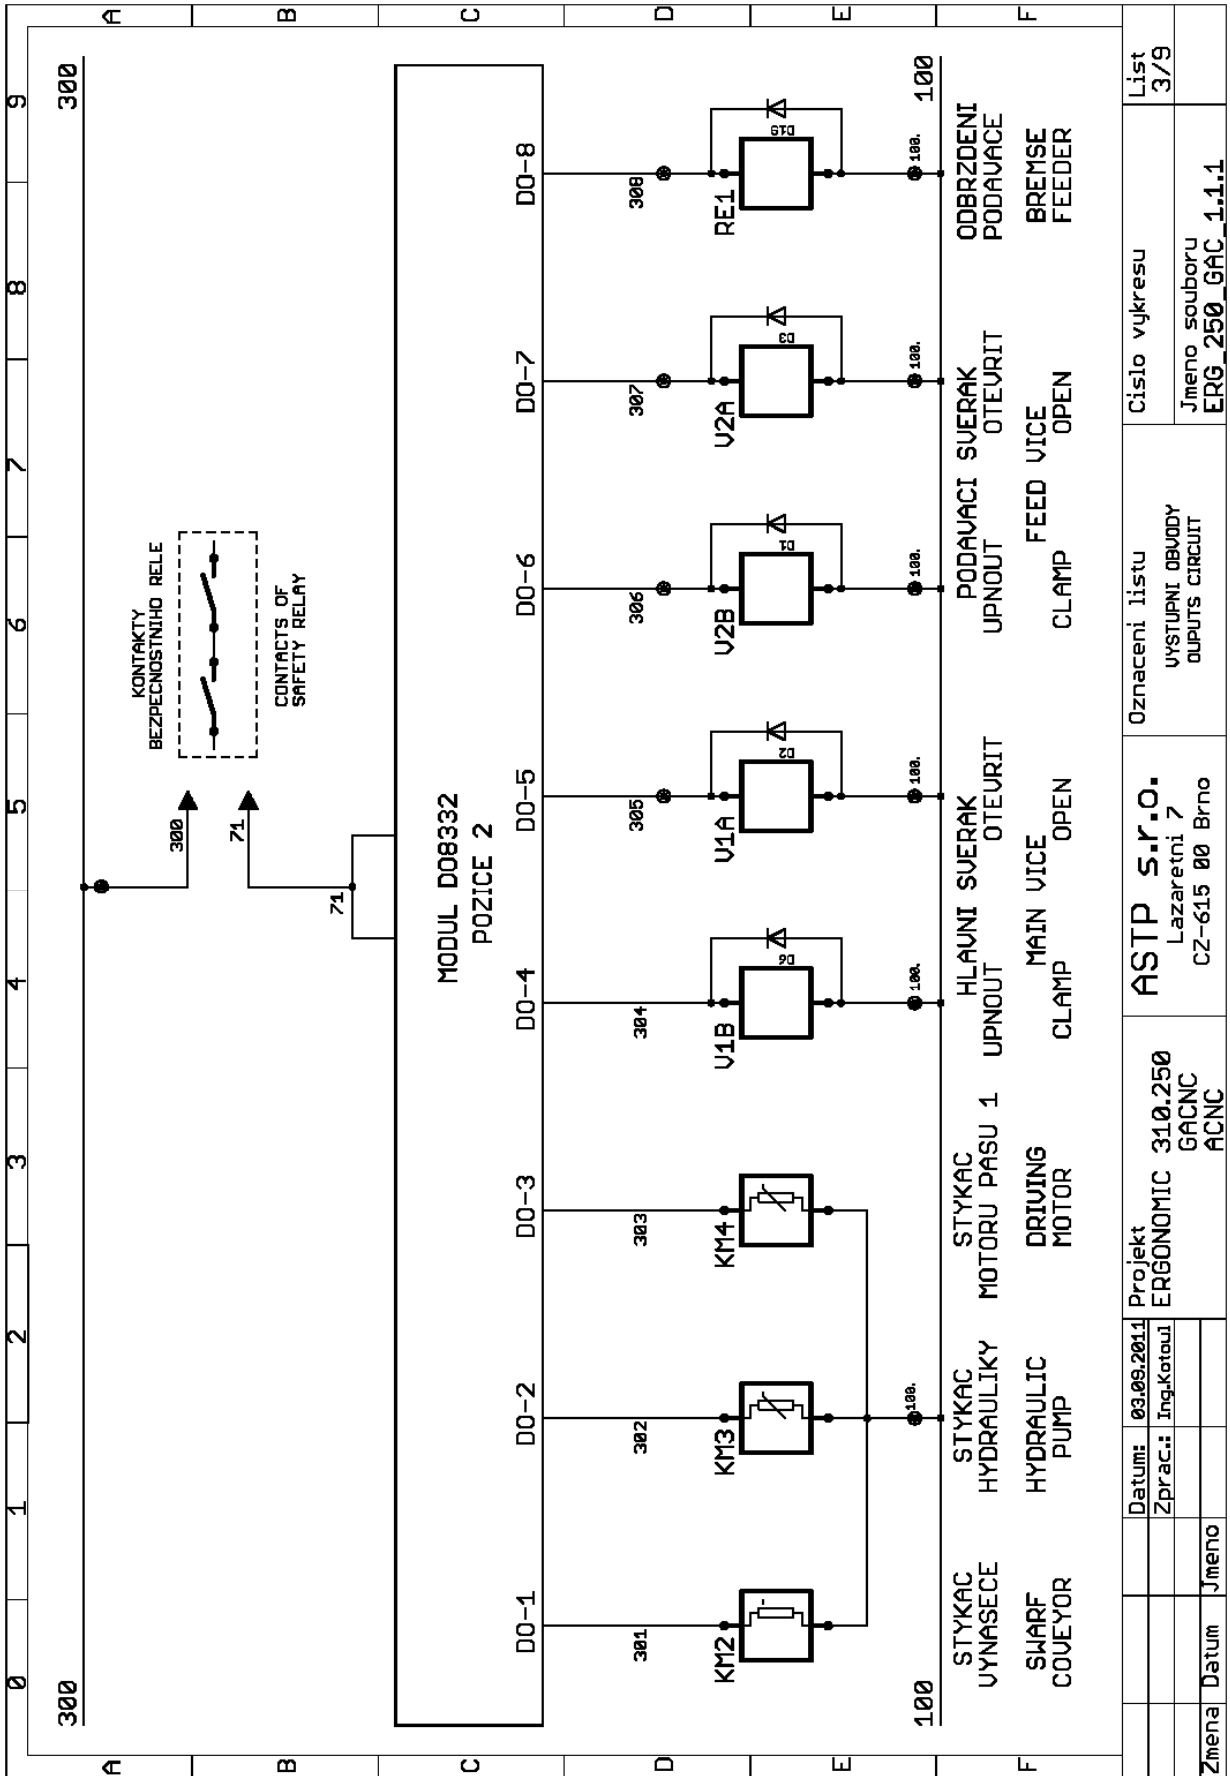 0 1 2 3 4 5 6 7 8 9
A A
B B
C C
D D
E E
F F
300 300
KONTAKTY
BEZPECNOSTNIHO RELE
300
71
CONTACTS OF
SAFETY RELAY
71
MODUL DO8332
POZICE 2
DO-1 DO-2 DO-3 DO-4 DO-5 DO-6 DO-7 DO-8
301 302 303 304 305 306 307 308
KM2 KM3 KM4 V1B V1A V2B V2A RE1
D6 D2 D1 D3 D19
100. 100. 100. 100. 100. 100.
100 100
STYKAC
VYNASECE
SWARF
COVEYOR
STYKAC
HYDRAULIKY
HYDRAULIC
PUMP
STYKAC
MOTORU PASU 1
DRIVING
MOTOR
HLAVNI SVERAK
UPNOUT OTEVRIT
MAIN VICE
CLAMP OPEN
PODAVACI SVERAK
UPNOUT OTEVRIT
FEED VICE
CLAMP OPEN
ODBRZDENI
PODAVACE
BREMSE
FEEDER
Zmena Datum Jmeno
Datum: 03.09.2011
Zprac.: Ing.Kotoul
Projekt
ERGONOMIC 310.250
GACNC
ACNC
ASTP s.r.o.
Lazaretni 7
CZ-615 00 Brno
Oznaceni listu
VYSTUPNI OBVODY
OUPUTS CIRCUIT
Cislo vykresu
Jmeno souboru
ERG_250_GAC_1.1.1
List
3/9